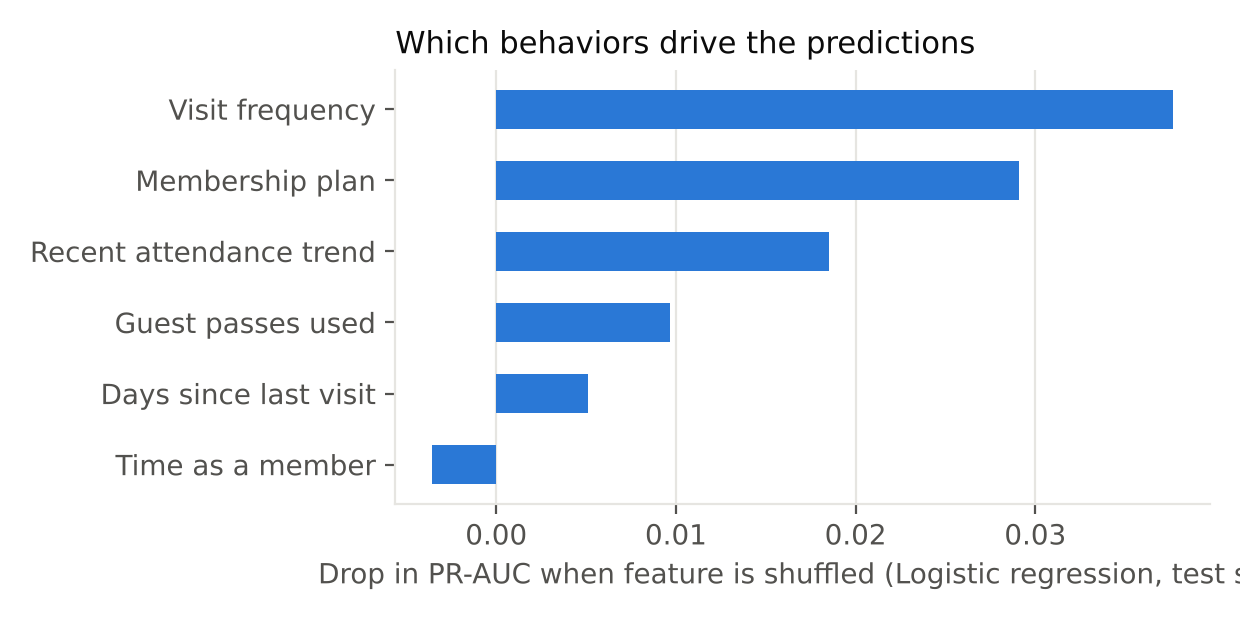 Which behaviors drive the predictions
Visit frequency
Membership plan
Recent attendance trend
Guest passes used
Days since last visit
Time as a member
0.00 0.01 0.02 0.03
Drop in PR-AUC when feature is shuffled (Logistic regression, test